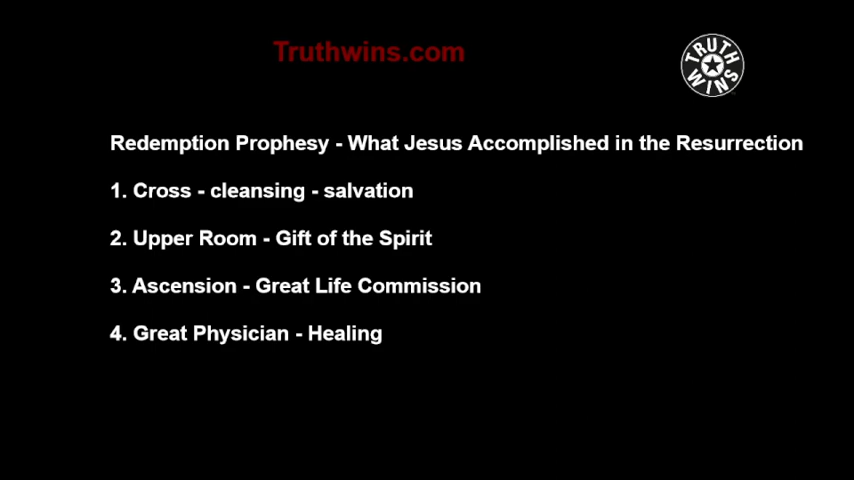 Truthwins.com
TRUTH
WINS
Redemption Prophesy - What Jesus Accomplished in the Resurrection
1. Cross - cleansing - salvation
2. Upper Room - Gift of the Spirit
3. Ascension - Great Life Commission
4. Great Physician - Healing